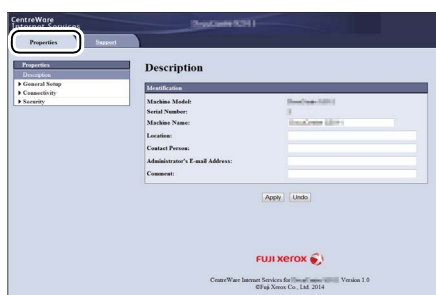 CentreWare
Internet Services
Properties
Support
Properties
Description
General Setup
Connectivity
Security
Description
Identification
Machine Model:
Serial Number:
Machine Name:
Location:
Contact Person:
Administrator's E-mail Address:
Comment:
Apply Undo
FUJI XEROX
CentreWare Internet Services for Version 1.0
©Fuji Xerox Co., Ltd. 2014